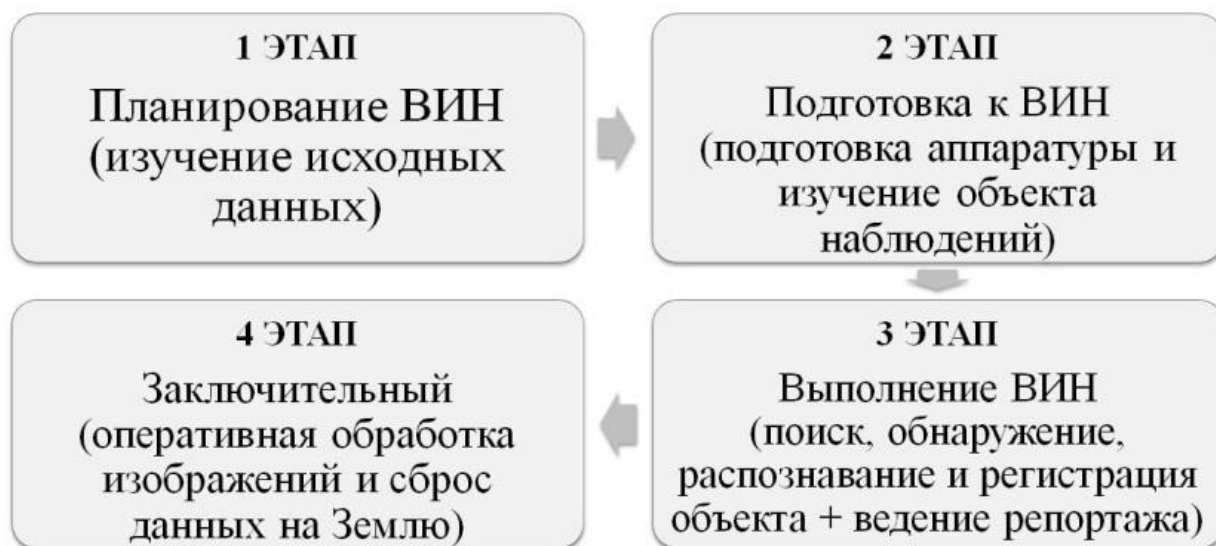 1 ЭТАП
Планирование ВИН
(изучение исходных
данных)
2 ЭТАП
Подготовка к ВИН
(подготовка аппаратуры и
изучение объекта
наблюдений)
3 ЭТАП
Выполнение ВИН
(поиск, обнаружение,
распознавание и регистрация
объекта + ведение репортажа)
4 ЭТАП
Заключительный
(оперативная обработка
изображений и сброс
данных на Землю)